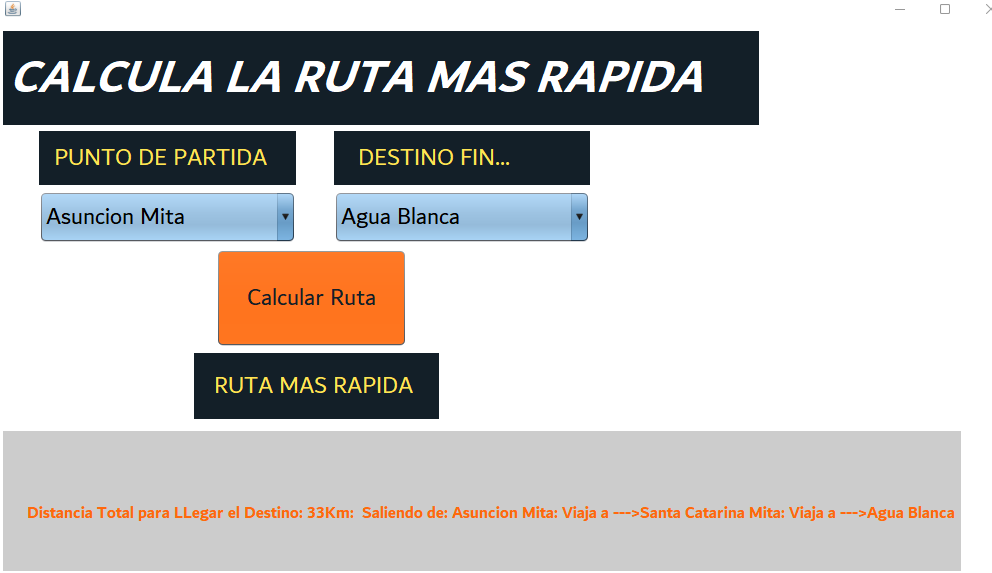 CALCULA LA RUTA MAS RAPIDA
PUNTO DE PARTIDA
DESTINO FIN...
Asuncion Mita
Agua Blanca
Calcular Ruta
RUTA MAS RAPIDA
Distancia Total para LLegar el Destino: 33Km:  Saliendo de: Asuncion Mita: Viaja a --->Santa Catarina Mita: Viaja a --->Agua Blanca